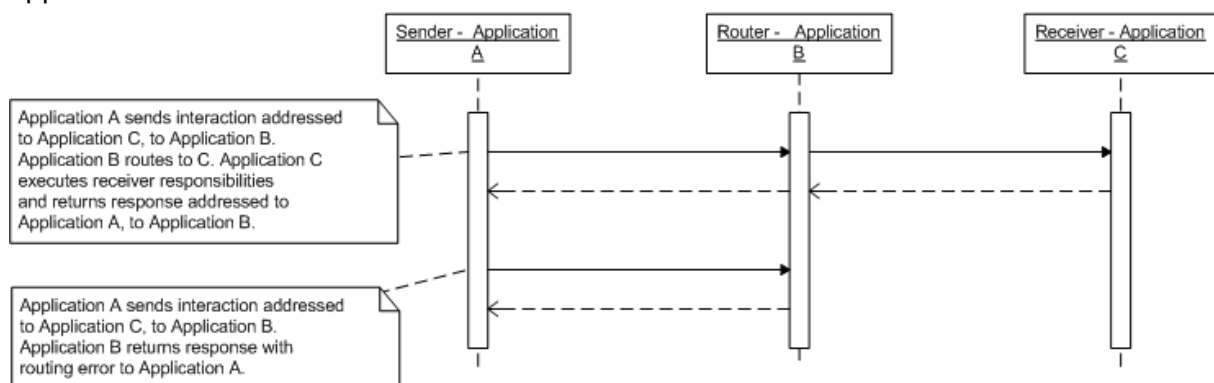 Sender - Application
A
Router - Application
B
Receiver - Application
C
Application A sends interaction addressed
to Application C, to Application B.
Application B routes to C. Application C
executes receiver responsibilities
and returns response addressed to
Application A, to Application B.
Application A sends interaction addressed
to Application C, to Application B.
Application B returns response with
routing error to Application A.